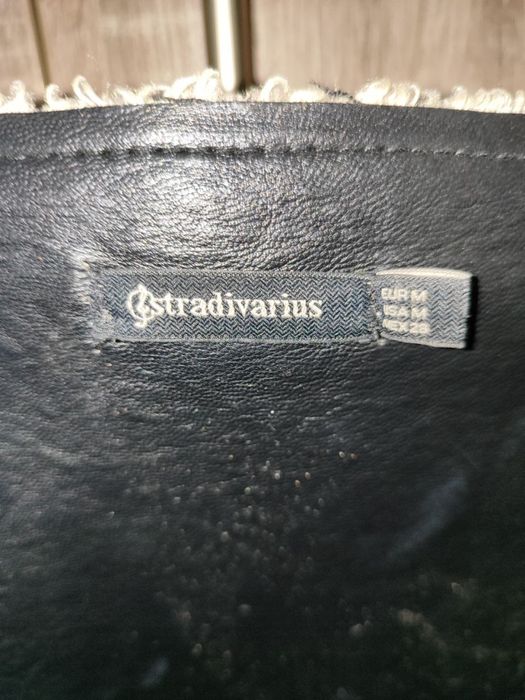 stradivarius
EUR M
USA M
MEX 28